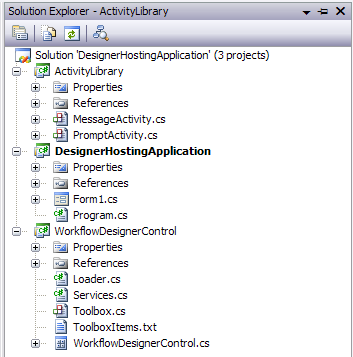 Solution Explorer - ActivityLibrary
Solution 'DesignerHostingApplication' (3 projects)
ActivityLibrary
Properties
References
MessageActivity.cs
PromptActivity.cs
DesignerHostingApplication
Properties
References
Form1.cs
Program.cs
WorkflowDesignerControl
Properties
References
Loader.cs
Services.cs
Toolbox.cs
ToolboxItems.txt
WorkflowDesignerControl.cs